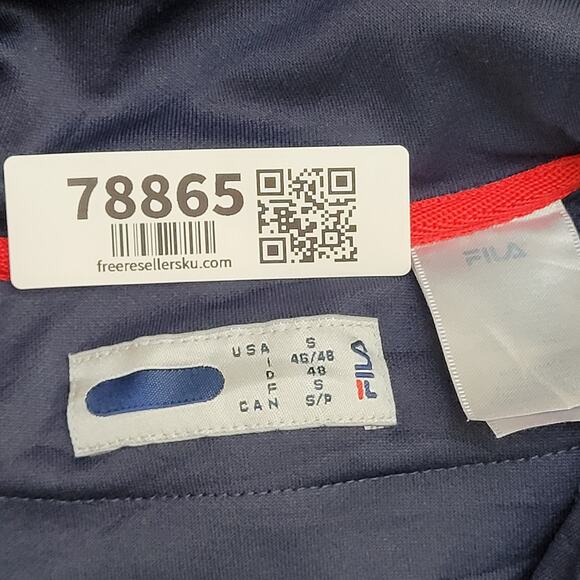 78865
freeresellersku.com
FILA
USA S
I 46/48
D 48
F S
CAN S/P
FILA